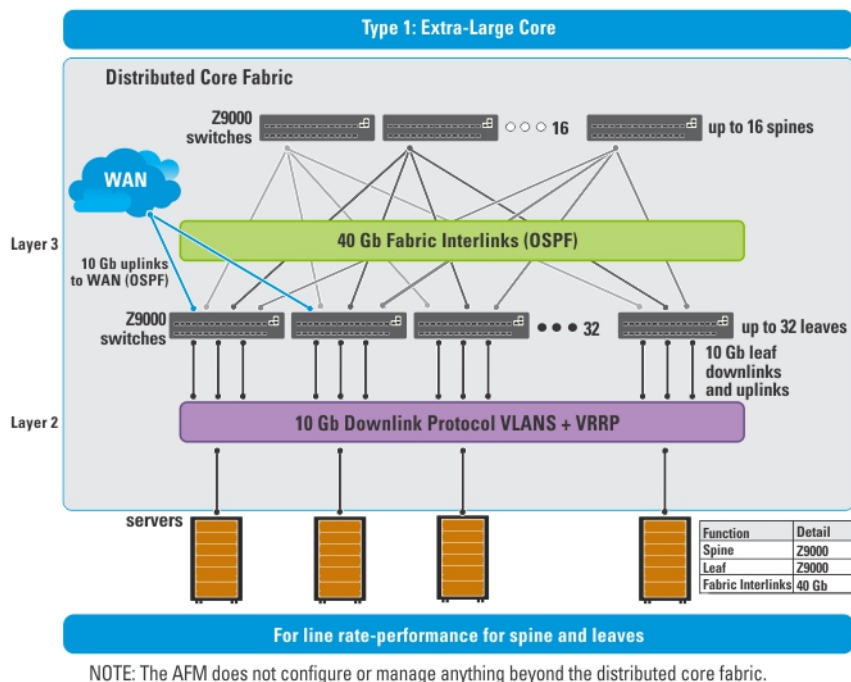 Type 1: Extra-Large Core
Distributed Core Fabric
Z9000
switches
16
up to 16 spines
WAN
Layer 3
40 Gb Fabric Interlinks (OSPF)
10 Gb uplinks
to WAN (OSPF)
Z9000
switches
32
up to 32 leaves
10 Gb leaf
downlinks
and uplinks
Layer 2
10 Gb Downlink Protocol VLANS + VRRP
servers
Function Detail
Spine Z9000
Leaf Z9000
Fabric Interlinks 40 Gb
For line rate-performance for spine and leaves
NOTE: The AFM does not configure or manage anything beyond the distributed core fabric.